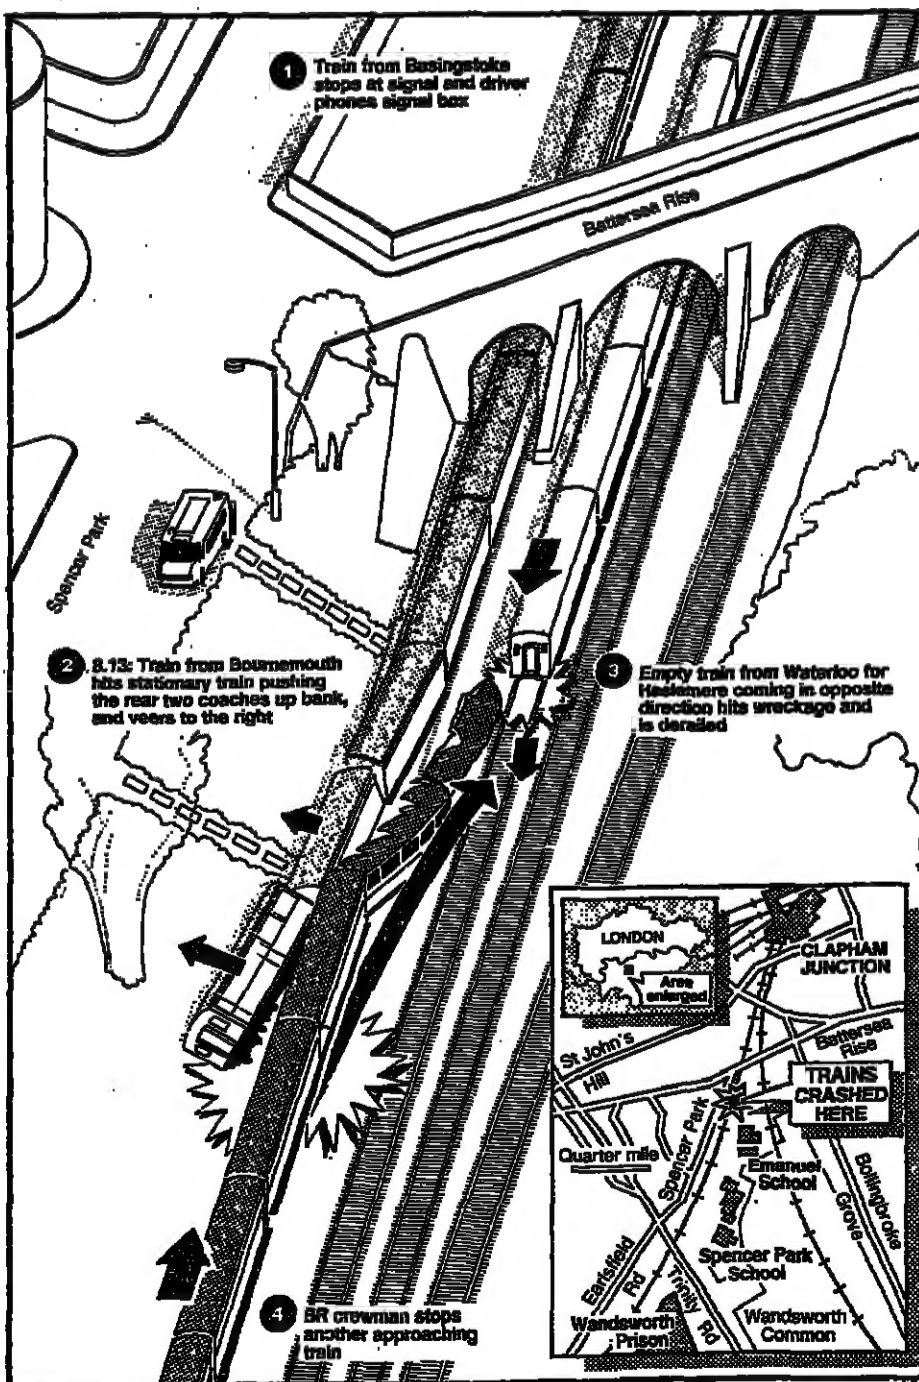 1 Train from Basingstoke
stops at signal and driver
phones signal box
Battersea Rise
Spencer Park
2 8.13: Train from Bournemouth
hits stationary train pushing
the rear two coaches up bank,
and veers to the right
3 Empty train from Waterloo for
Haslemere coming in opposite
direction hits wreckage and
is derailed
4 BR crewman stops
another approaching
train
LONDON
Area
enlarged
CLAPHAM
JUNCTION
Battersea
Rise
St John's
Hill
TRAINS
CRASHED
HERE
Spencer Park
Quarter mile
Emanuel
School
Bollingbroke
Grove
Spencer Park
School
Earlsfield
Rd
Trinity
Rd
Wandsworth
Prison
Wandsworth
Common